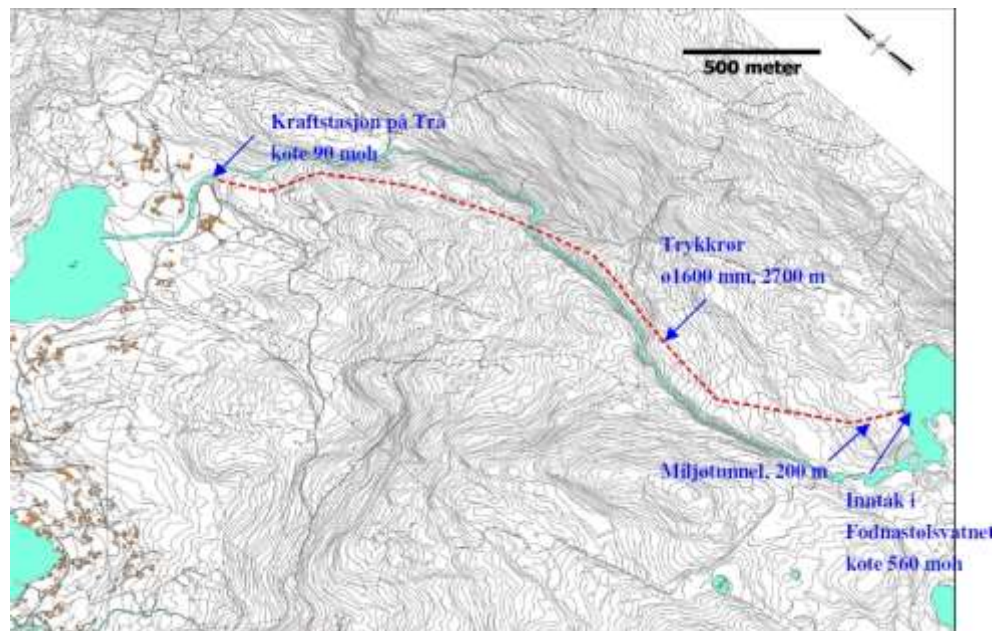 500 meter
Kraftstasjon på Trå
kote 90 moh
Trykkrør
ø1600 mm, 2700 m
Miljøtunnel, 200 m
Inntak i
Fodnastølsvatnet
kote 560 moh